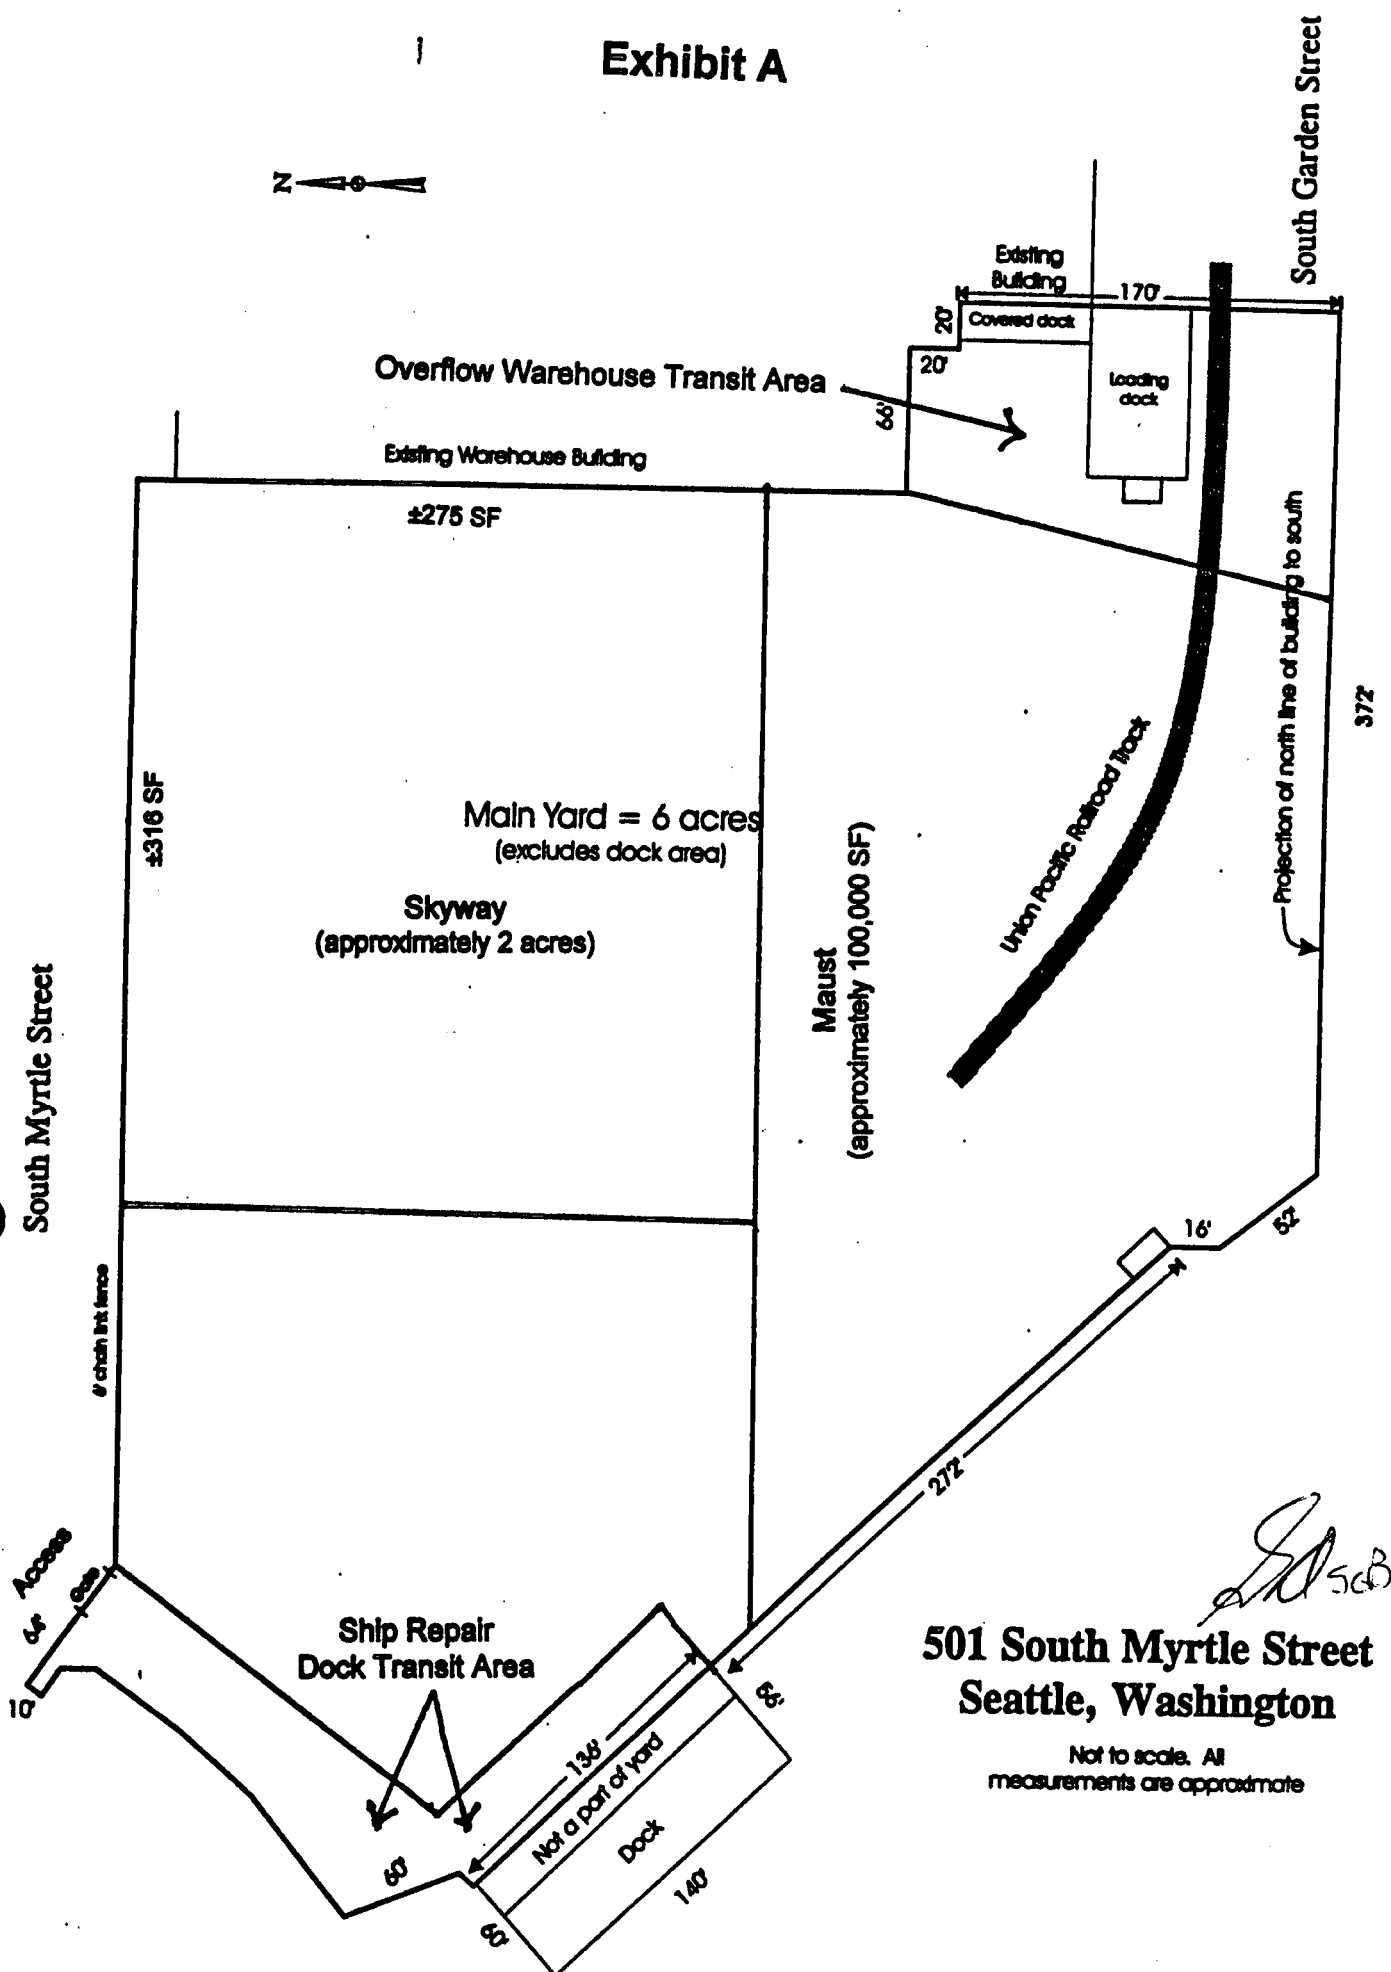 Exhibit A
N
South Garden Street
Existing
Building
170'
20'
Covered dock
20'
Overflow Warehouse Transit Area
Loading
dock
66'
Existing Warehouse Building
±275 SF
Projection of north line of building to south
372'
±316 SF
Union Pacific Railroad Track
Main Yard = 6 acres
(excludes dock area)
Skyway
(approximately 2 acres)
Maust
(approximately 100,000 SF)
South Myrtle Street
16'
52'
6' chain link fence
272'
Access
Gate
10'
Ship Repair
Dock Transit Area
SGB
501 South Myrtle Street
Seattle, Washington
Not to scale. All
measurements are approximate
136'
Not a part of yard
Dock
140'
60'